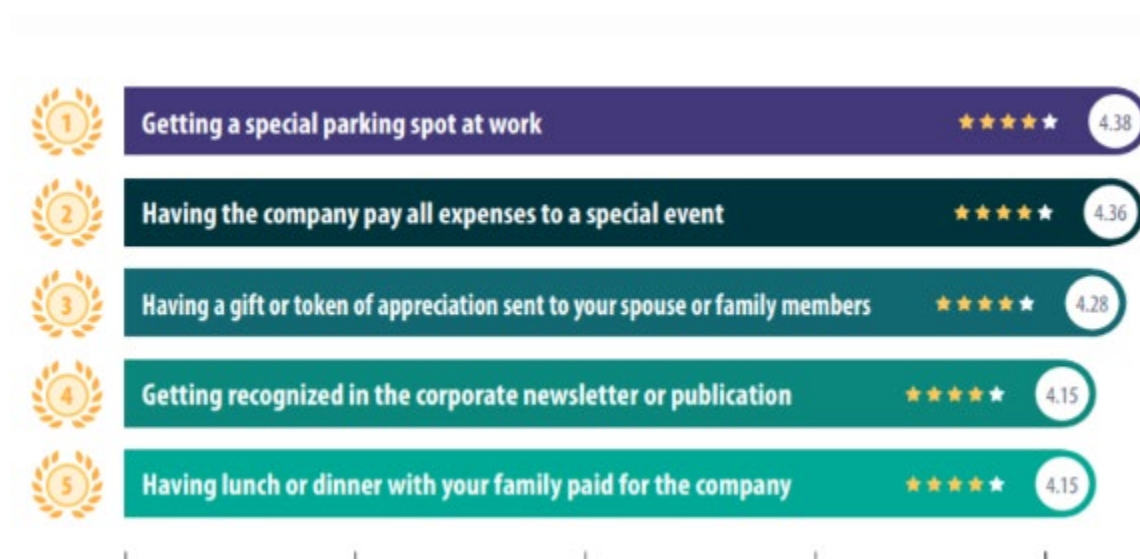 1 Getting a special parking spot at work 4.38
2 Having the company pay all expenses to a special event 4.36
3 Having a gift or token of appreciation sent to your spouse or family members 4.28
4 Getting recognized in the corporate newsletter or publication 4.15
5 Having lunch or dinner with your family paid for the company 4.15